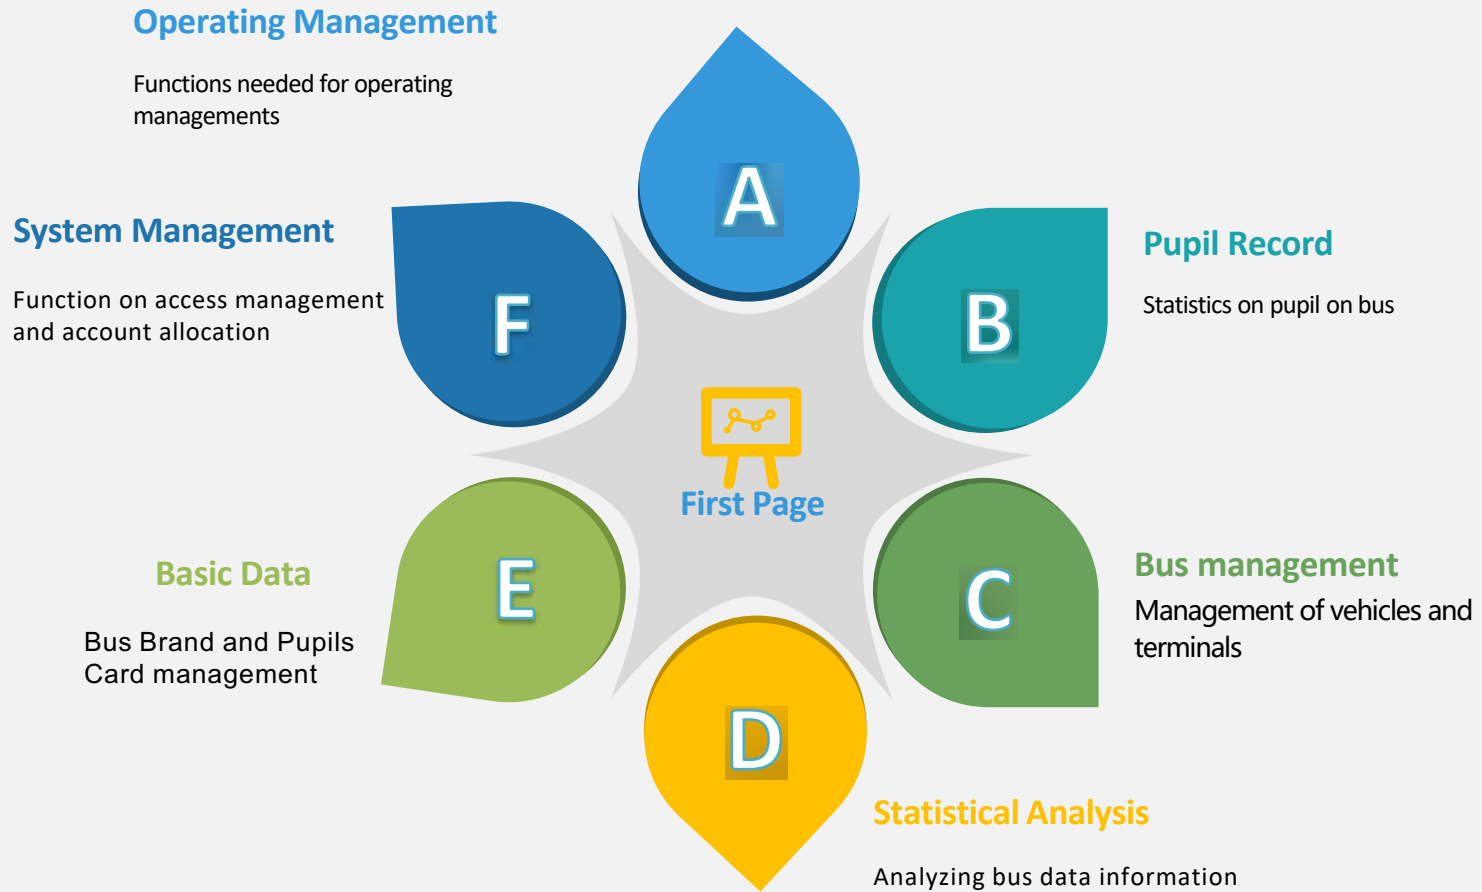 Operating Management
Functions needed for operating
managements
A
System Management
Function on access management
and account allocation
F
Pupil Record
Statistics on pupil on bus
B
First Page
Basic Data
Bus Brand and Pupils
Card management
E
Bus management
Management of vehicles and
terminals
C
D
Statistical Analysis
Analyzing bus data information